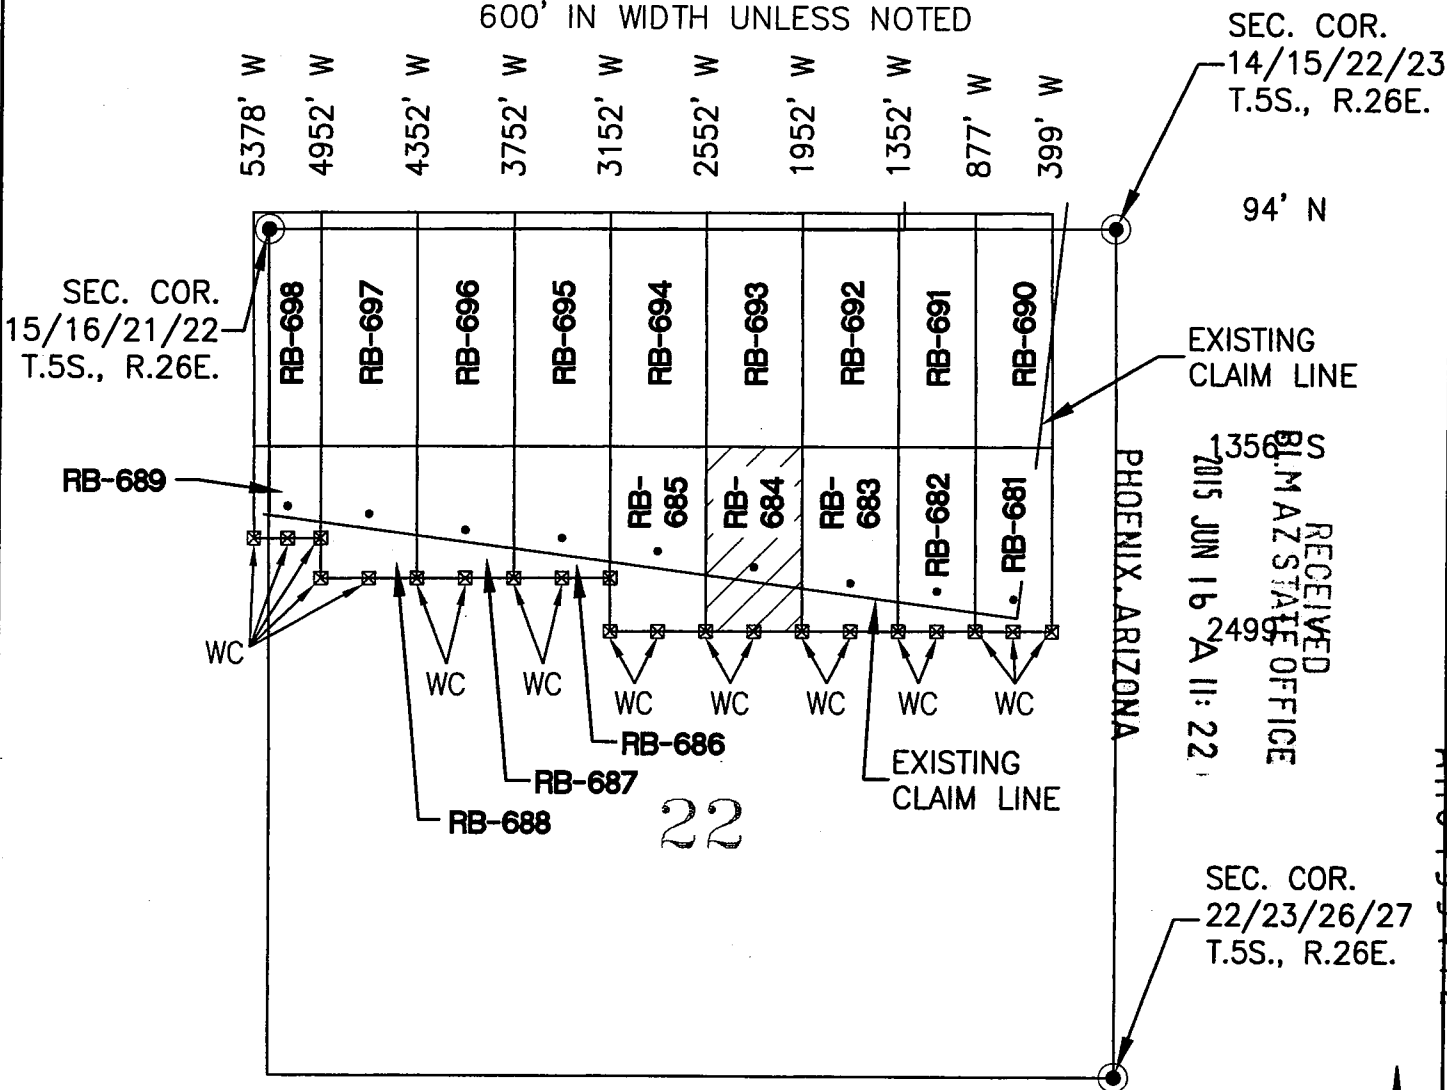 600' IN WIDTH UNLESS NOTED
5378' W
4952' W
4352' W
3752' W
3152' W
2552' W
1952' W
1352' W
877' W
399' W
SEC. COR.
14/15/22/23
T.5S., R.26E.
94' N
SEC. COR.
15/16/21/22
T.5S., R.26E.
RB-698
RB-697
RB-696
RB-695
RB-694
RB-693
RB-692
RB-691
RB-690
EXISTING
CLAIM LINE
1356' S
RB-689
RB-
685
RB-
684
RB-
683
RB-682
RB-681
PHOENIX, ARIZONA
2015 JUN 16 A 11: 22
BLM AZ STATE OFFICE
RECEIVED
2499'
WC
WC
WC
WC
WC
WC
WC
WC
RB-686
RB-687
RB-688
EXISTING
CLAIM LINE
22
SEC. COR.
22/23/26/27
T.5S., R.26E.